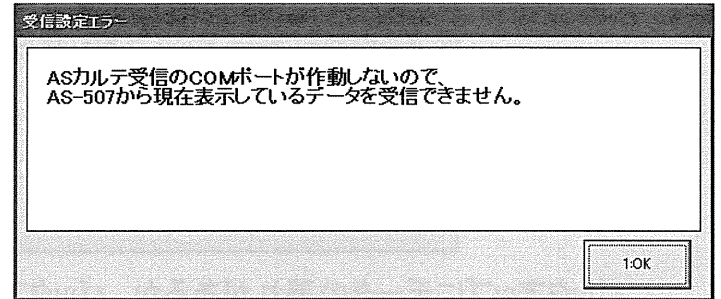 受信設定エラー
ASカルテ受信のCOMポートが作動しないので、
AS-507から現在表示しているデータを受信できません。
1:OK